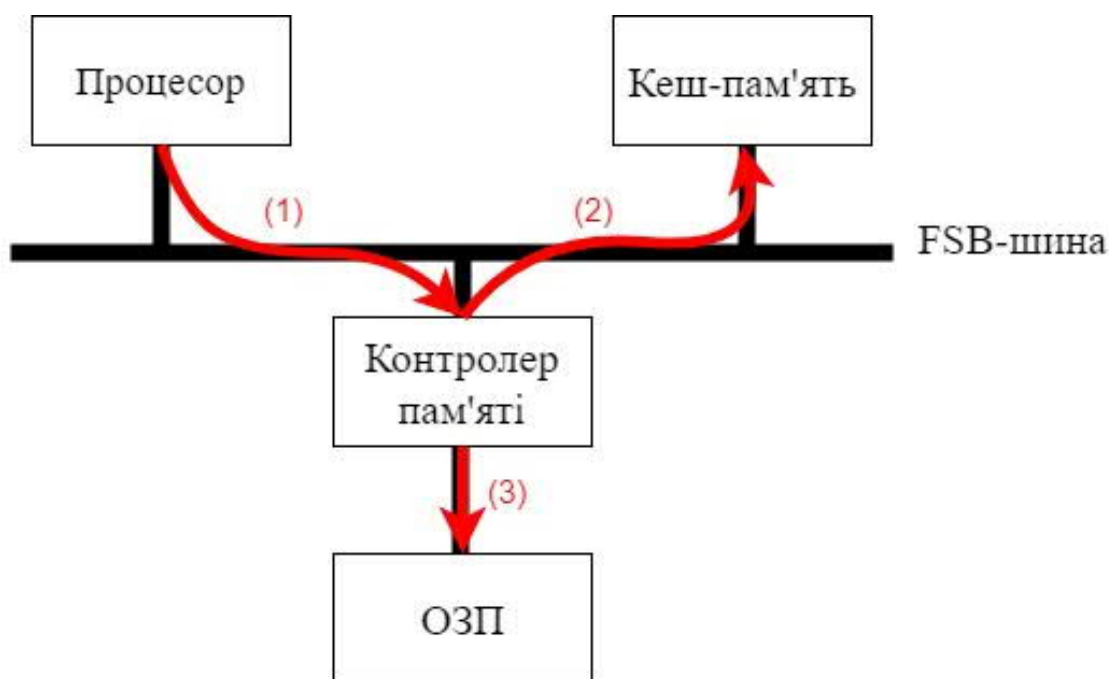 Процесор
Кеш-пам'ять
(1)
(2)
FSB-шина
Контролер
пам'яті
(3)
ОЗП